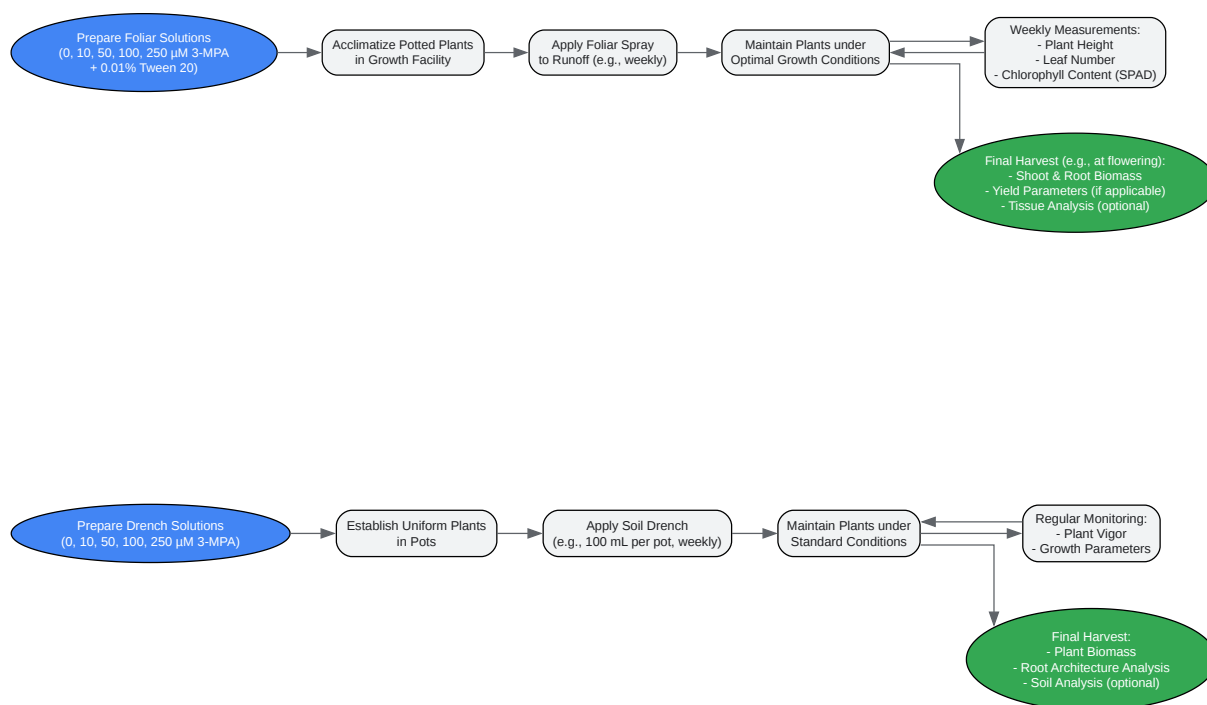 Prepare Foliar Solutions
(0, 10, 50, 100, 250 µM 3-MPA
+ 0.01% Tween 20)
Acclimatize Potted Plants
in Growth Facility
Apply Foliar Spray
to Runoff (e.g., weekly)
Maintain Plants under
Optimal Growth Conditions
Weekly Measurements:
- Plant Height
- Leaf Number
- Chlorophyll Content (SPAD)
Final Harvest (e.g., at flowering):
- Shoot & Root Biomass
- Yield Parameters (if applicable)
- Tissue Analysis (optional)
Prepare Drench Solutions
(0, 10, 50, 100, 250 µM 3-MPA)
Establish Uniform Plants
in Pots
Apply Soil Drench
(e.g., 100 mL per pot, weekly)
Maintain Plants under
Standard Conditions
Regular Monitoring:
- Plant Vigor
- Growth Parameters
Final Harvest:
- Plant Biomass
- Root Architecture Analysis
- Soil Analysis (optional)